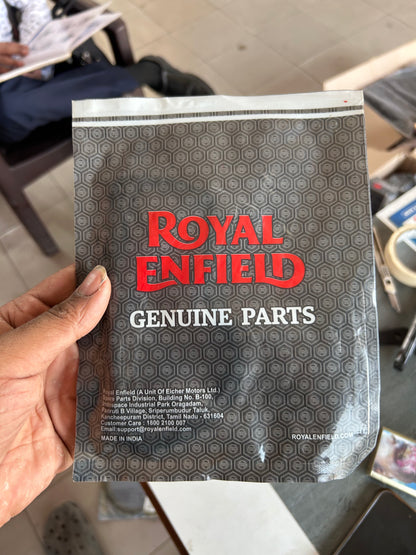 ROYAL
ENFIELD
GENUINE PARTS
Royal Enfield (A Unit Of Eicher Motors Ltd.)
Parts Division, Building No. B-100,
Industrial Park Oragadam,
B Village, Sriperumbudur Taluk,
Kancheepuram District, Tamil Nadu - 631604
Customer Care : 1800 2100 007
Email:support@royalenfield.com
MADE IN INDIA
ROYALENFIELD.COM